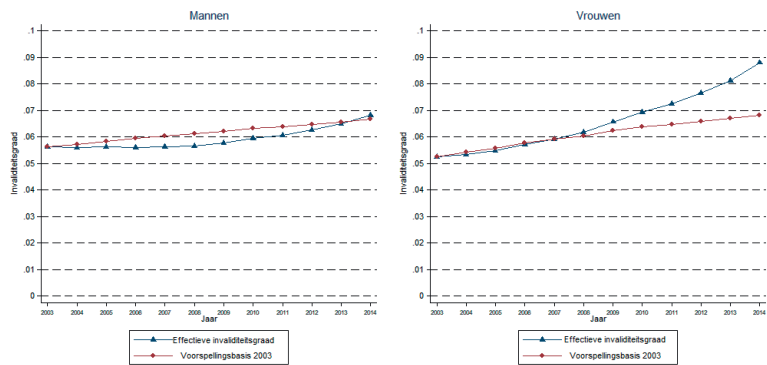 Mannen
Invaliditeitsgraad
.1
.09
.08
.07
.06
.05
.04
.03
.02
.01
0
2003 2004 2005 2006 2007 2008 2009 2010 2011 2012 2013 2014
Jaar
Effectieve invaliditeitsgraad
Voorspellingsbasis 2003
Vrouwen
Invaliditeitsgraad
.1
.09
.08
.07
.06
.05
.04
.03
.02
.01
0
2003 2004 2005 2006 2007 2008 2009 2010 2011 2012 2013 2014
Jaar
Effectieve invaliditeitsgraad
Voorspellingsbasis 2003